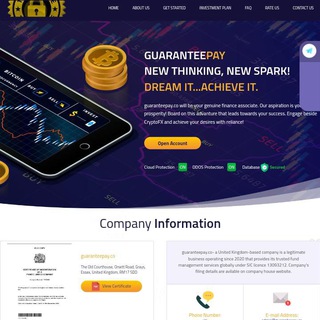 HOME
ABOUT US
GET STARTED
INVESTMENT PLAN
FAQ
RATE US
CONTACT US
GUARANTEEPAY
NEW THINKING, NEW SPARK!
DREAM IT...ACHIEVE IT.
guaranteepay.co will be your genuine finance associate. Our aspiration is your
prosperity! Board on this adventure that leads towards your success. Engage beside
CryptoFX and achieve your desires with reliance!
Open Account
Cloud Protection ON DDOS Protection ON Database Secured
BITCOIN
BUY
SELL
SELL
BUY
SELL
Company Information
guaranteepay.co
The Old Courthouse, Orsett Road, Grays,
Essex, United Kingdom, RM17 5DD
View Certificate
guaranteepay.co- a United Kingdom-based company is a legitimate
business operating since 2020 that provides its trusted fund
management services globally under SIC licence
Company's
filing details are available on company house website.
Phone Number
E-mail Address